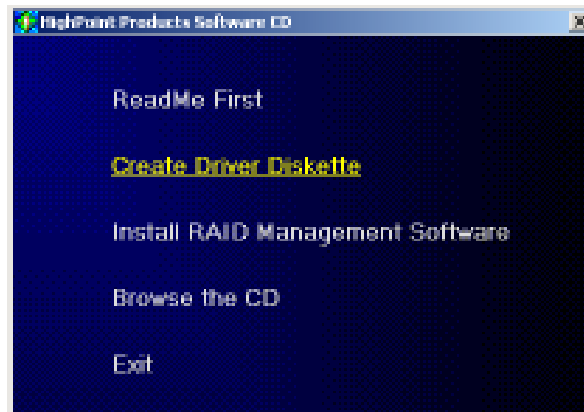 HighPoint Products Software CD
ReadMe First
Create Driver Diskette
Install RAID Management Software
Browse the CD
Exit